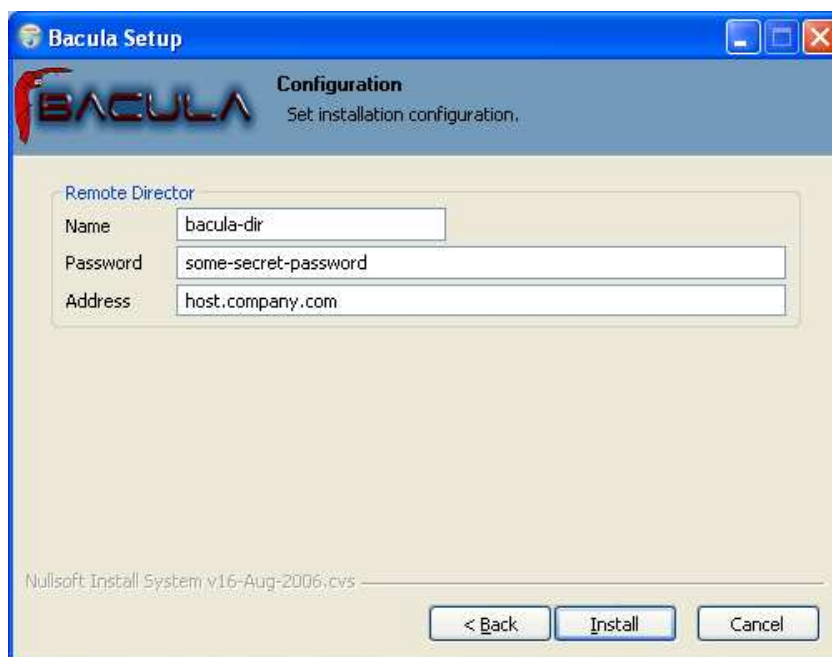 Bacula Setup
BACULA
Configuration
Set installation configuration.
Remote Director
Name bacula-dir
Password some-secret-password
Address host.company.com
Nullsoft Install System v16-Aug-2006.cvs
< Back Install Cancel